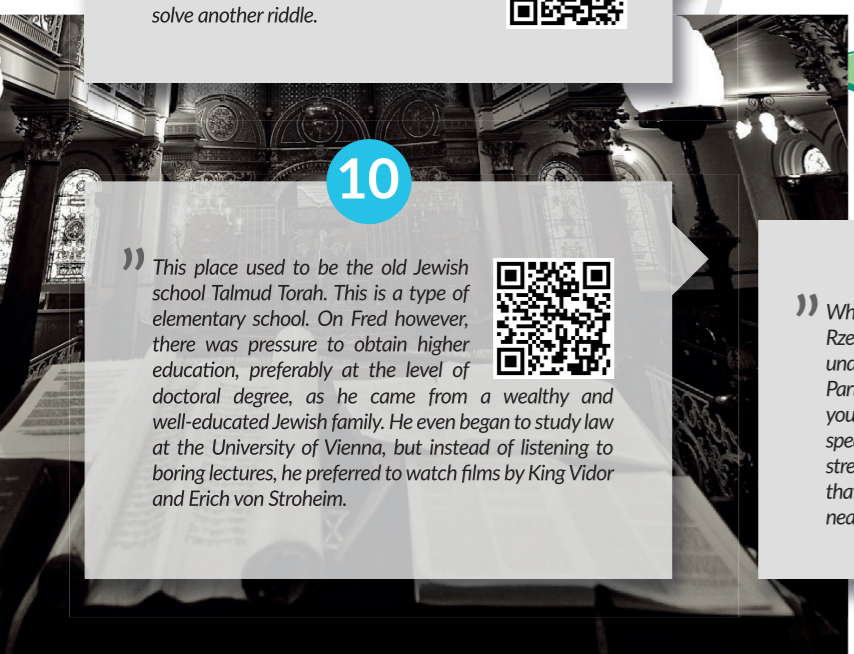 solve another riddle.
10
” This place used to be the old Jewish
school Talmud Torah. This is a type of
elementary school. On Fred however,
there was pressure to obtain higher
education, preferably at the level of
doctoral degree, as he came from a wealthy and
well-educated Jewish family. He even began to study law
at the University of Vienna, but instead of listening to
boring lectures, he preferred to watch films by King Vidor
and Erich von Stroheim.
”